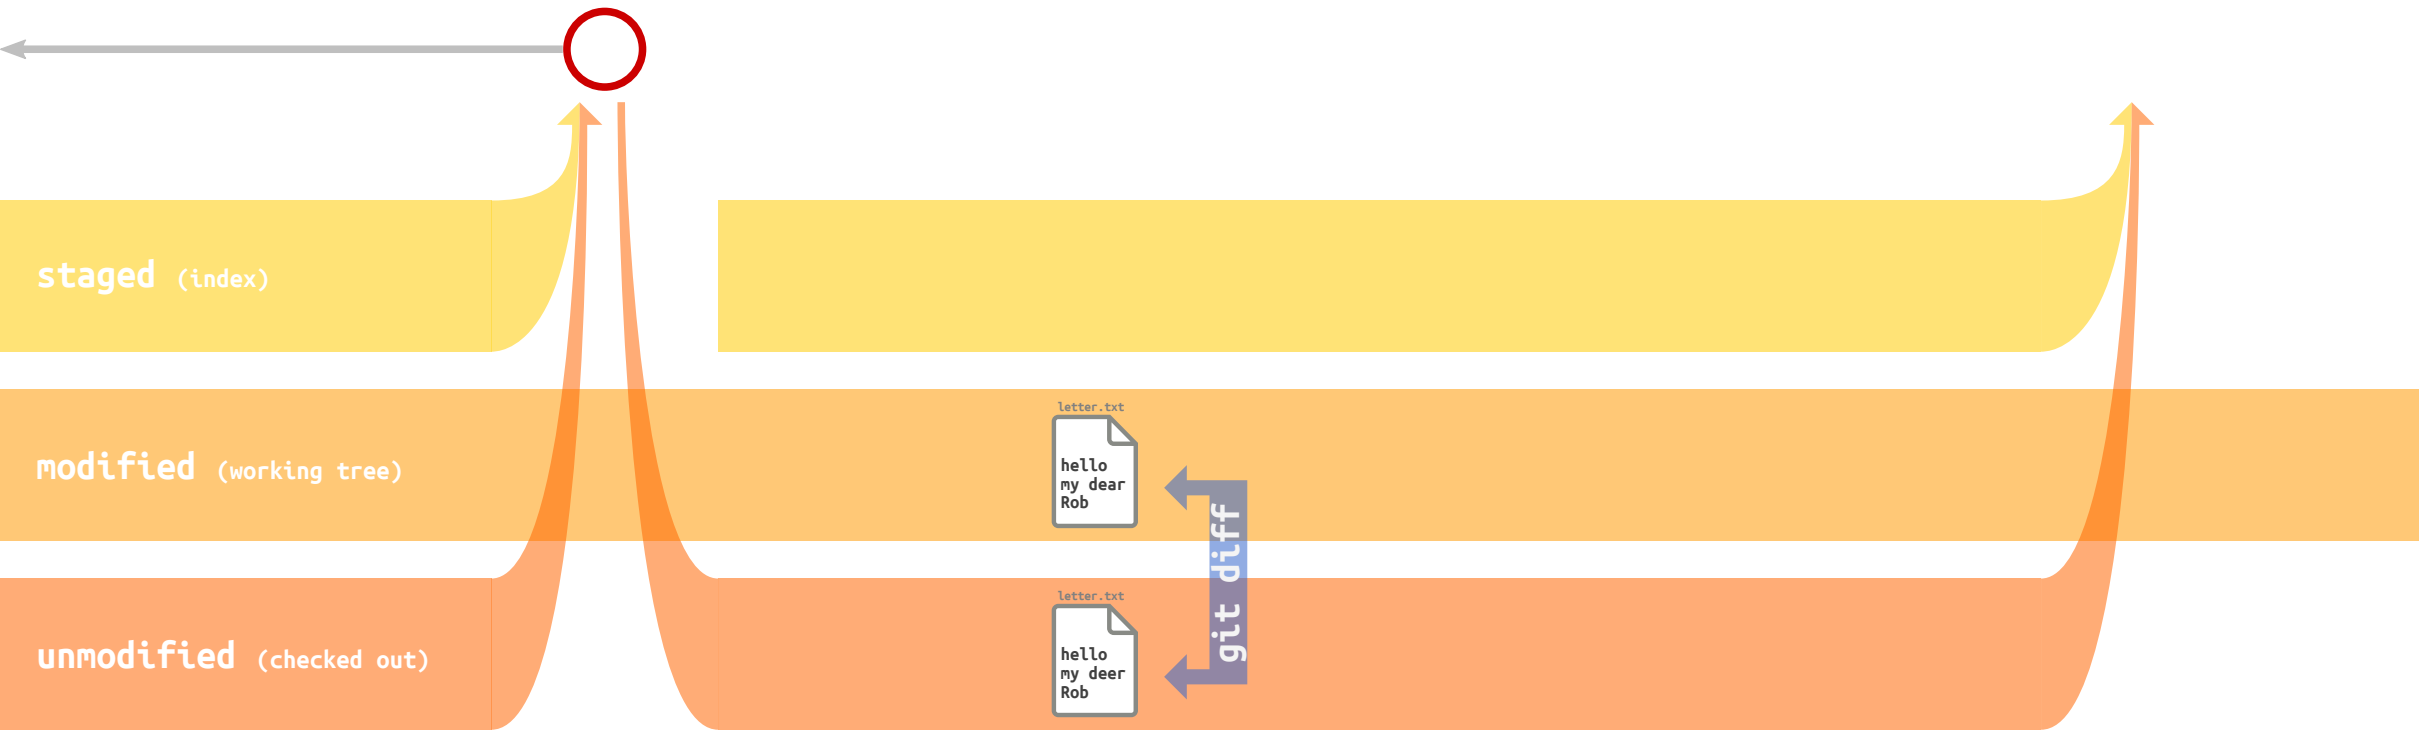 staged (index)
modified (working tree)
letter.txt
hello
my dear
Rob
git diff
unmodified (checked out)
letter.txt
hello
my deer
Rob